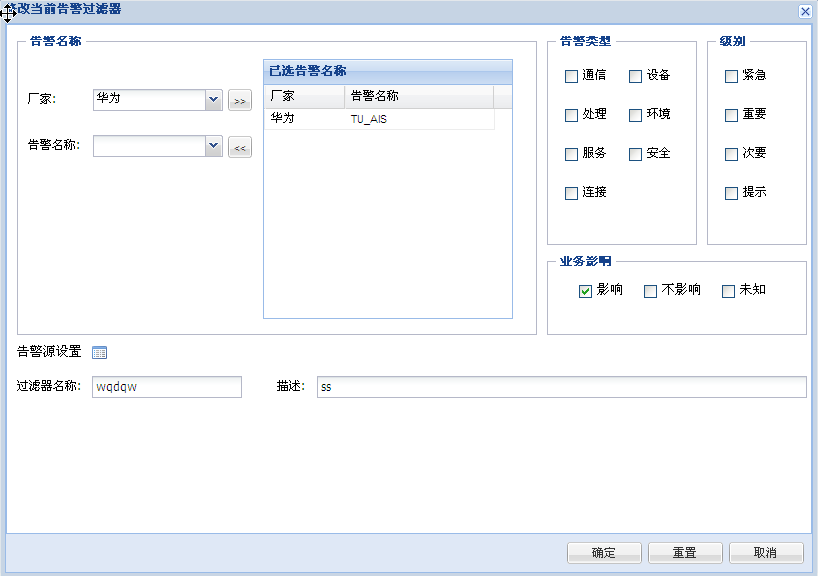 修改当前告警过滤器
告警名称
厂家:
华为
>>
告警名称:
<<
已选告警名称
厂家 告警名称
华为 TU_AIS
告警类型
通信 设备
处理 环境
服务 安全
连接
级别
紧急
重要
次要
提示
业务影响
影响 不影响 未知
告警源设置
过滤器名称: wqdqw 描述: ss
确定 重置 取消